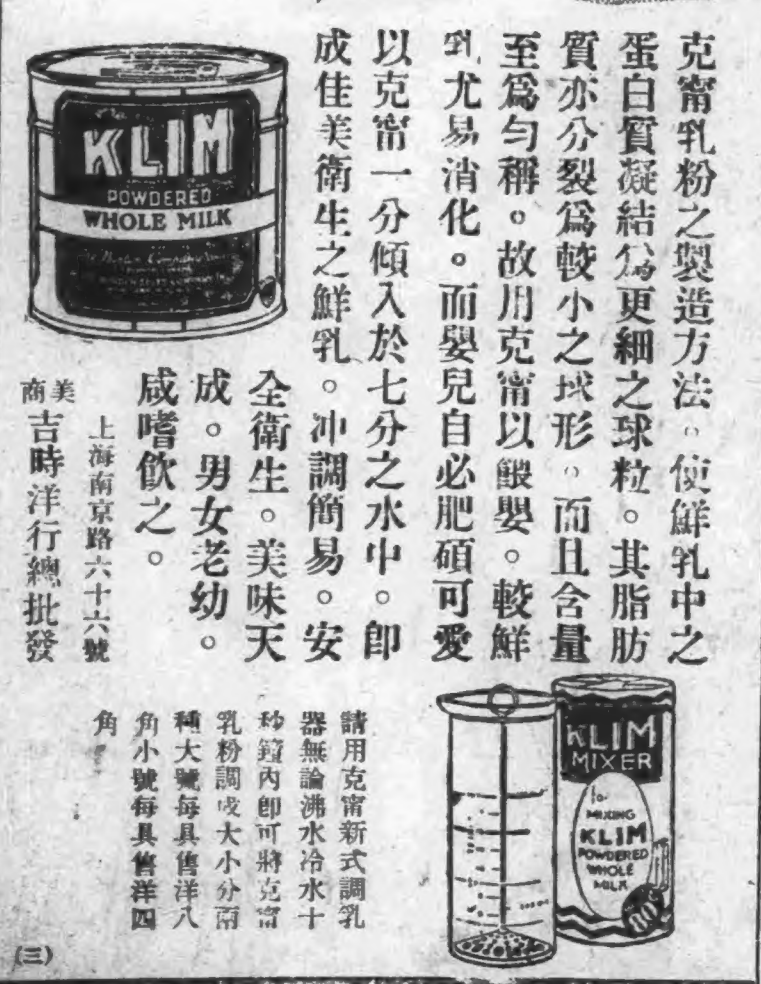 克甯乳粉之製造方法。使鮮乳中之
蛋白質凝結爲更細之球粒。其脂肪
質亦分裂爲較小之球形。而且含量
至爲勻稱。故用克甯以餵嬰。較鮮
乳尤易消化。而嬰兒自必肥碩可愛
以克甯一分傾入於七分之水中。卽
成佳美衛生之鮮乳。冲調簡易。安
全衛生。美味天
成。男女老幼。
咸嗜飲之。
上海南京路六十六號
美商
吉時洋行總批發
KLIM
POWDERED
WHOLE MILK
請用克甯新式調乳
器無論沸水冷水十
秒鐘內卽可將克甯
乳粉調成大小分兩
種大號每具售洋八
角小號每具售洋四
角
KLIM
MIXER
for
MIXING
KLIM
POWDERED
WHOLE
MILK
80¢
(三)